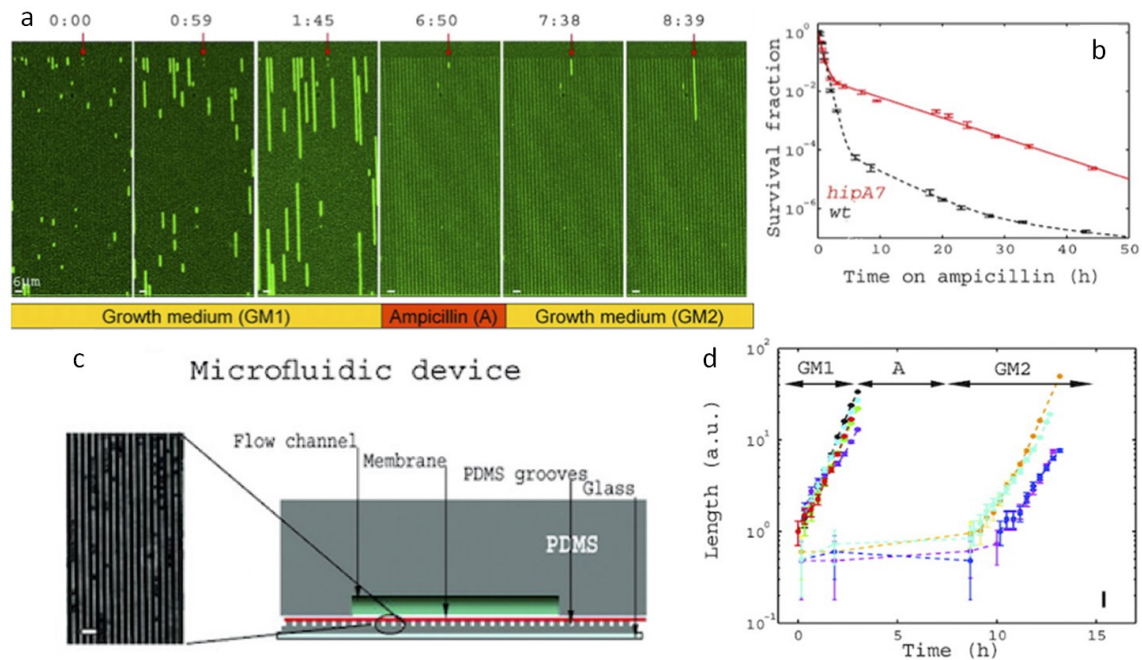 a
0:00 0:59 1:45 6:50 7:38 8:39
6µm
Growth medium (GM1) Ampicillin (A) Growth medium (GM2)
b
Survival fraction
10^0
10^-2
10^-4
10^-6
hipA7
wt
0 10 20 30 40 50
Time on ampicillin (h)
c
Microfluidic device
Flow channel
Membrane
PDMS grooves
Glass
PDMS
d
Length (a.u.)
10^2
10^1
10^0
10^-1
GM1 A GM2
I
0 5 10 15
Time (h)